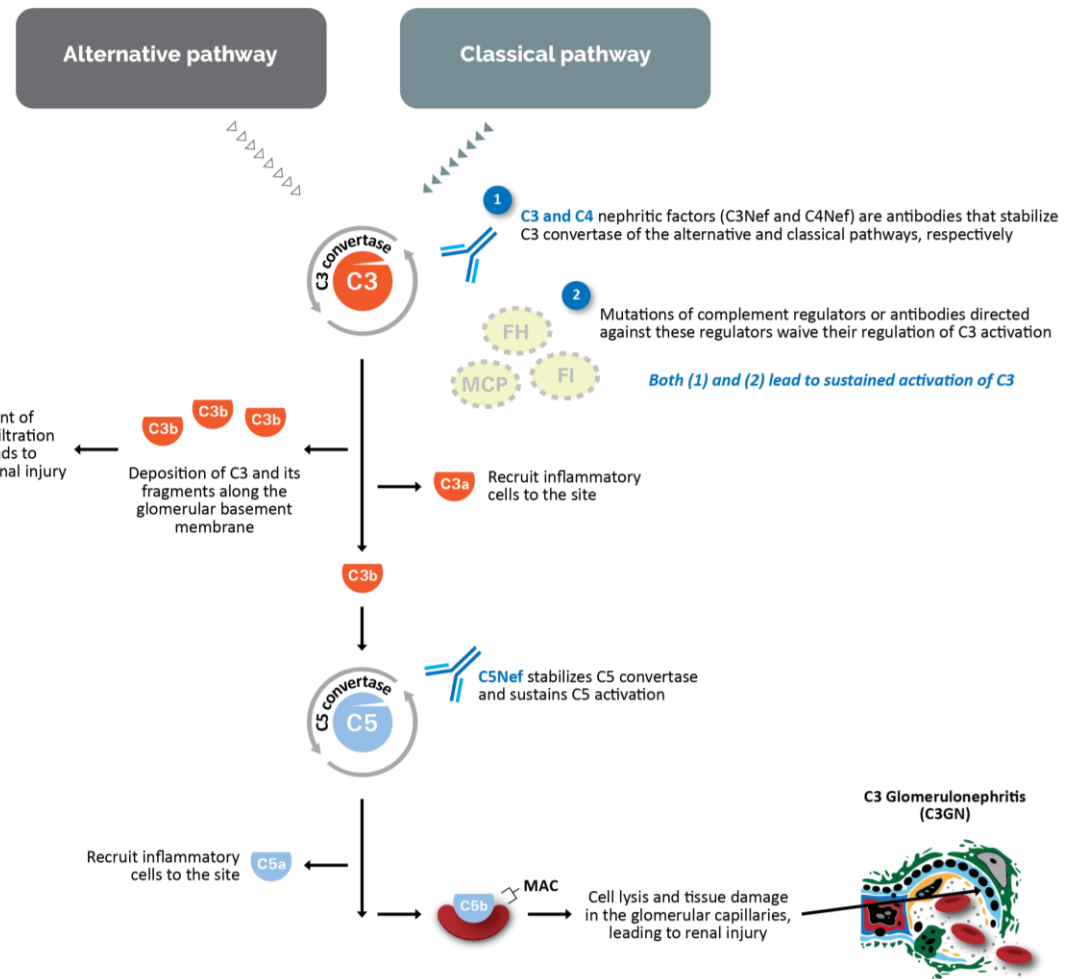 Alternative pathway
Classical pathway
1
C3 and C4 nephritic factors (C3Nef and C4Nef) are antibodies that stabilize
C3 convertase of the alternative and classical pathways, respectively
C3 convertase
C3
2
Mutations of complement regulators or antibodies directed
against these regulators waive their regulation of C3 activation
FH
MCP
FI
Both (1) and (2) lead to sustained activation of C3
C3b
C3b
C3b
nal injury
Deposition of C3 and its
fragments along the
glomerular basement
membrane
C3a
Recruit inflammatory
cells to the site
C3b
C5Nef stabilizes C5 convertase
and sustains C5 activation
C5 convertase
C5
C3 Glomerulonephritis
(C3GN)
Recruit inflammatory
cells to the site
C5a
C5b
MAC
Cell lysis and tissue damage
in the glomerular capillaries,
leading to renal injury